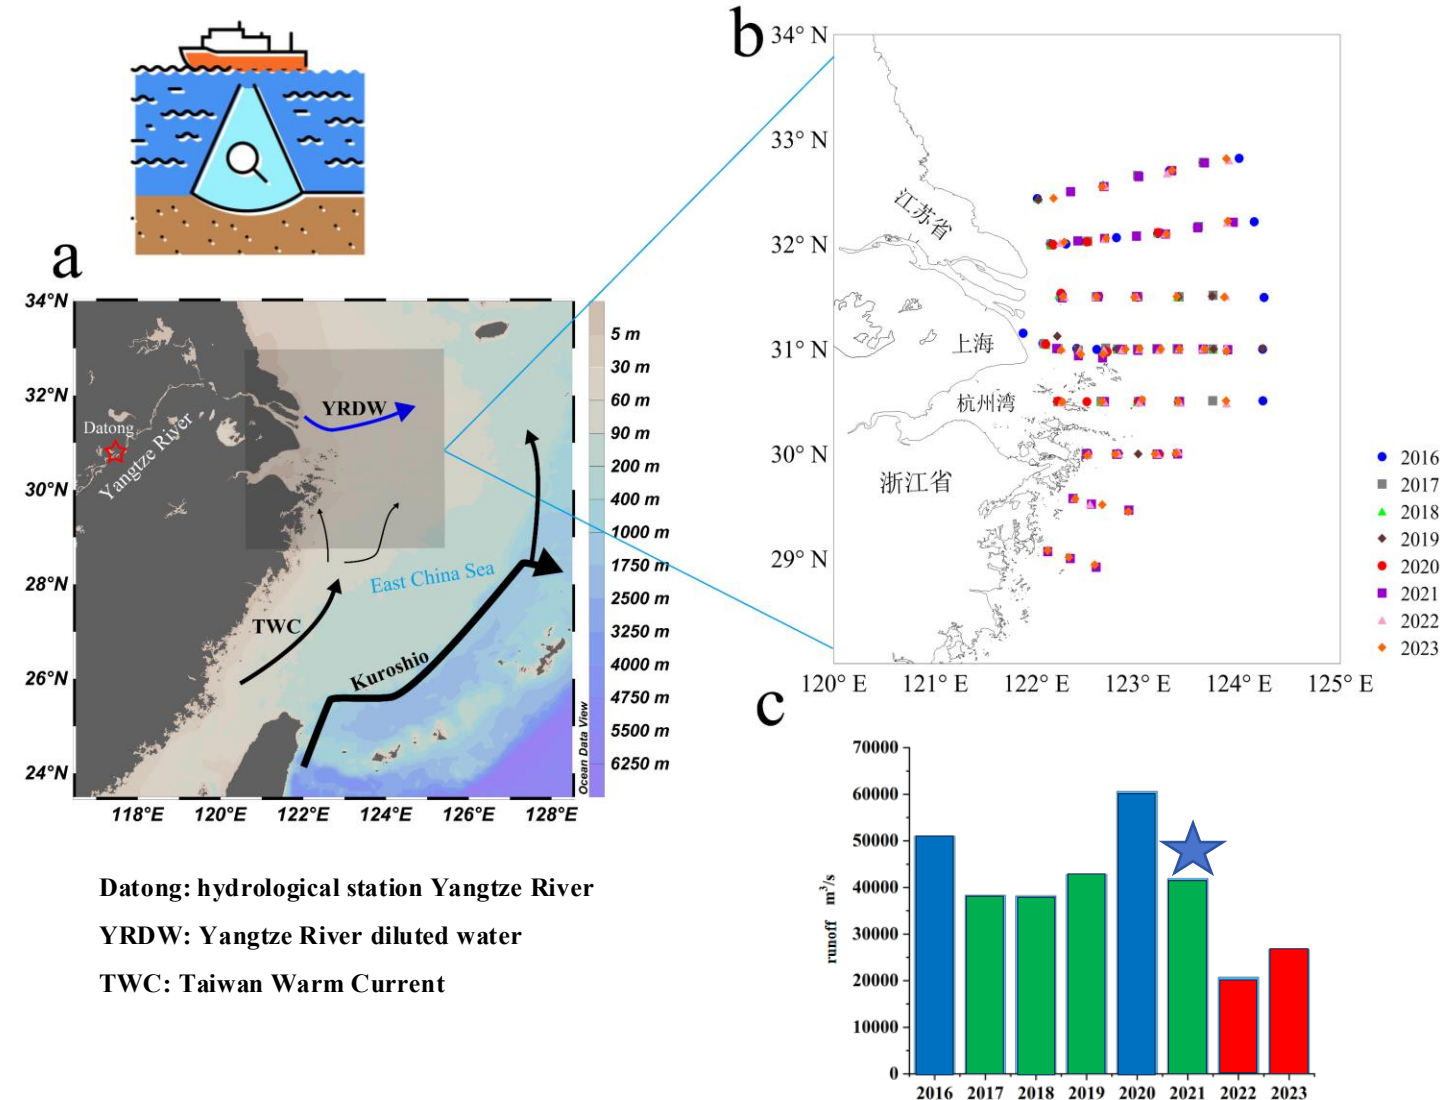 a
34°N
32°N
30°N
28°N
26°N
24°N
118°E
120°E
122°E
124°E
126°E
128°E
YRDW
Datong
Yangtze River
East China Sea
TWC
Kuroshio
Ocean Data View
5 m
30 m
60 m
90 m
200 m
400 m
1000 m
1750 m
2500 m
3250 m
4000 m
4750 m
5500 m
6250 m
Datong: hydrological station Yangtze River
YRDW: Yangtze River diluted water
TWC: Taiwan Warm Current
b
34° N
33° N
32° N
31° N
30° N
29° N
120° E
121° E
122° E
123° E
124° E
125° E
江苏省
上海
杭州湾
浙江省
2016
2017
2018
2019
2020
2021
2022
2023
c
runoff m³/s
70000
60000
50000
40000
30000
20000
10000
0
2016
2017
2018
2019
2020
2021
2022
2023